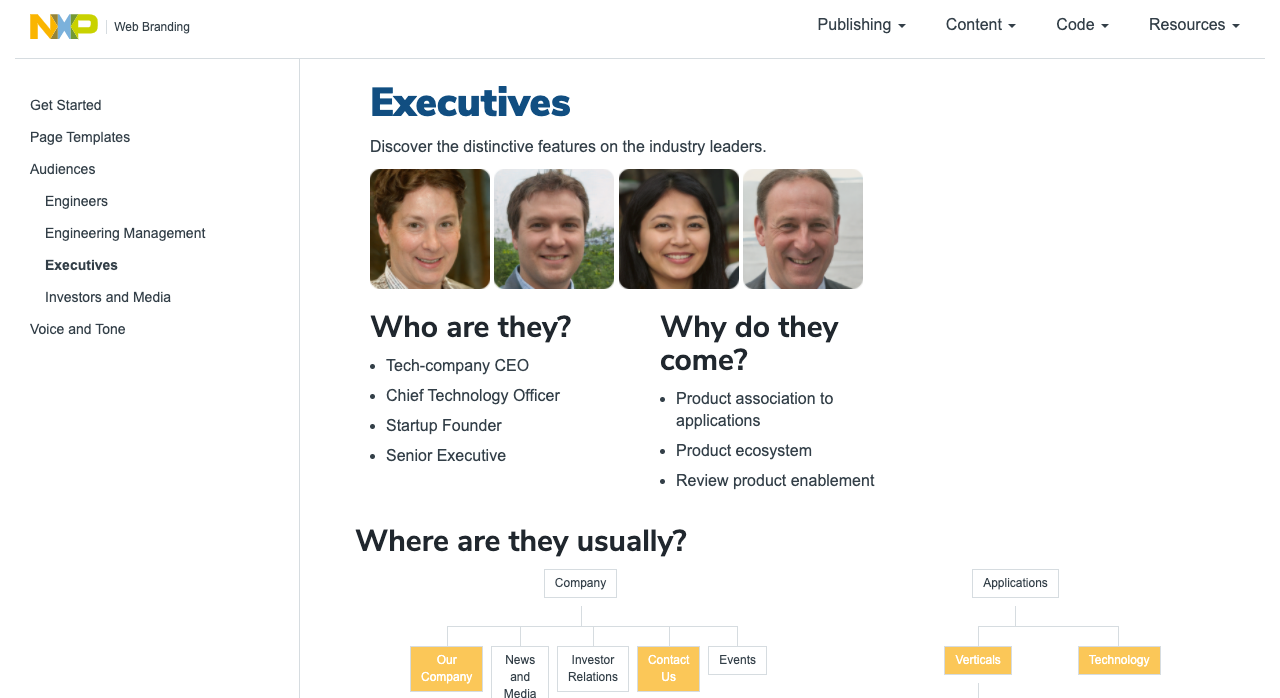 NXP Web Branding
Publishing
Content
Code
Resources
Get Started
Page Templates
Audiences
Engineers
Engineering Management
Executives
Investors and Media
Voice and Tone
Executives
Discover the distinctive features on the industry leaders.
Who are they?
Tech-company CEO
Chief Technology Officer
Startup Founder
Senior Executive
Why do they
come?
Product association to
applications
Product ecosystem
Review product enablement
Where are they usually?
Company
Our
Company
News
and
Media
Investor
Relations
Contact
Us
Events
Applications
Verticals
Technology